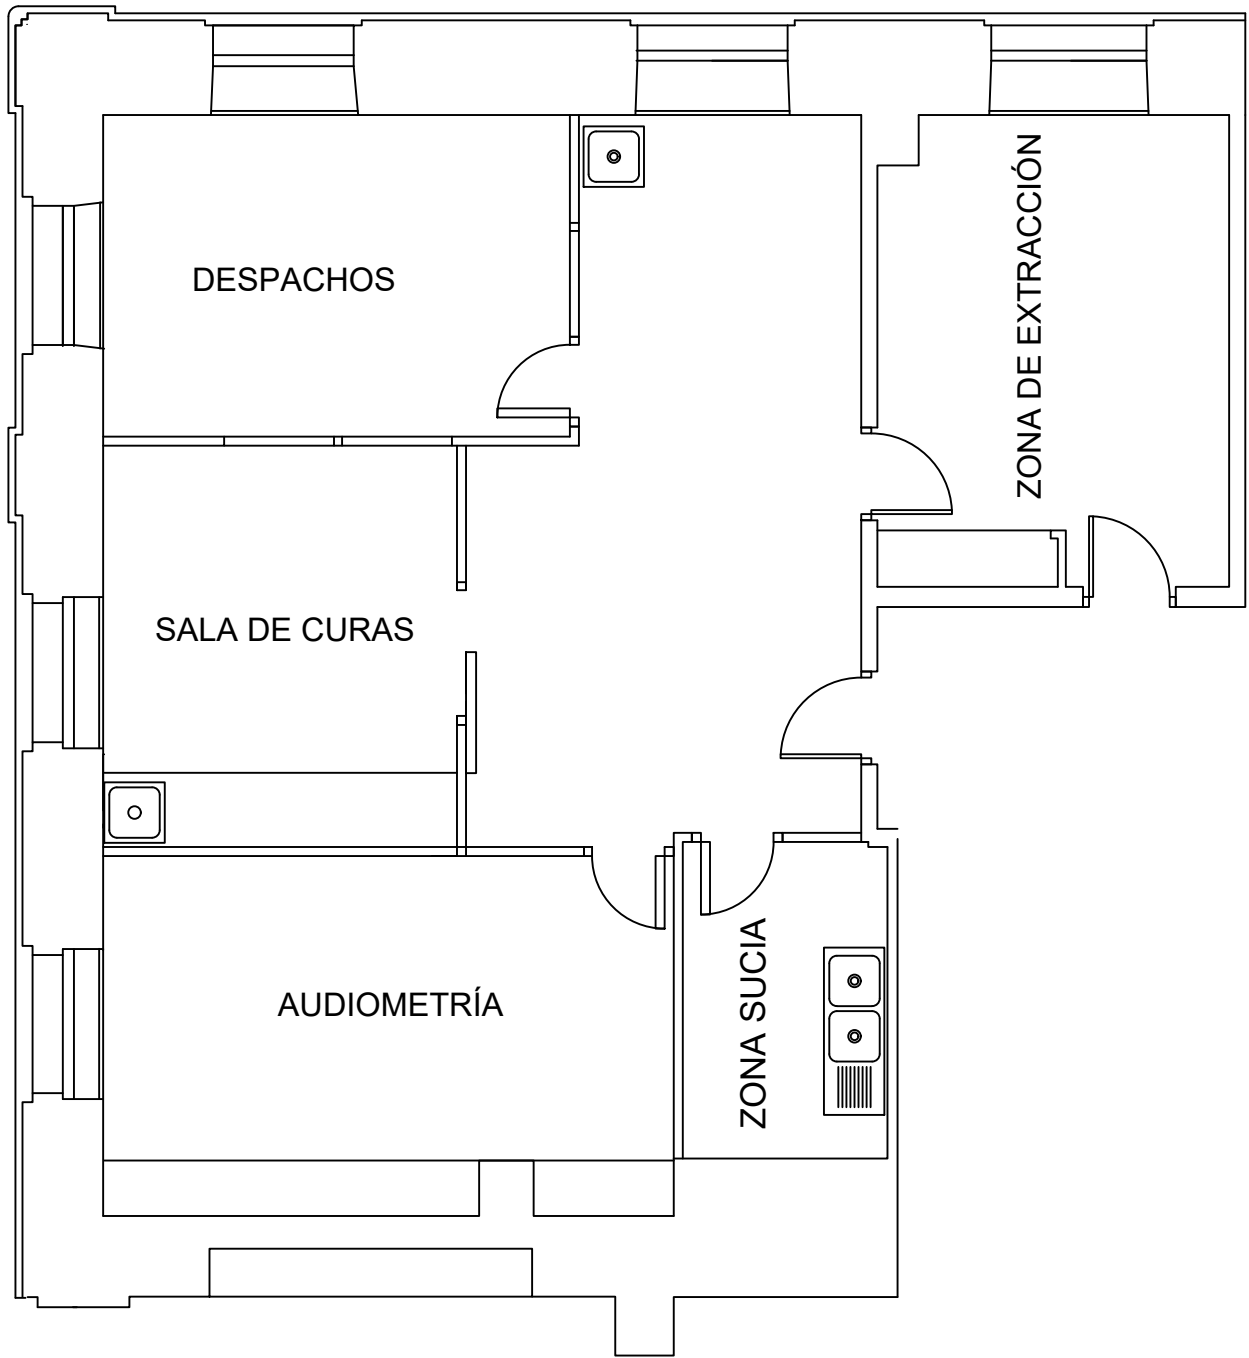 DESPACHOS
ZONA DE EXTRACCIÓN
SALA DE CURAS
AUDIOMETRÍA
ZONA SUCIA